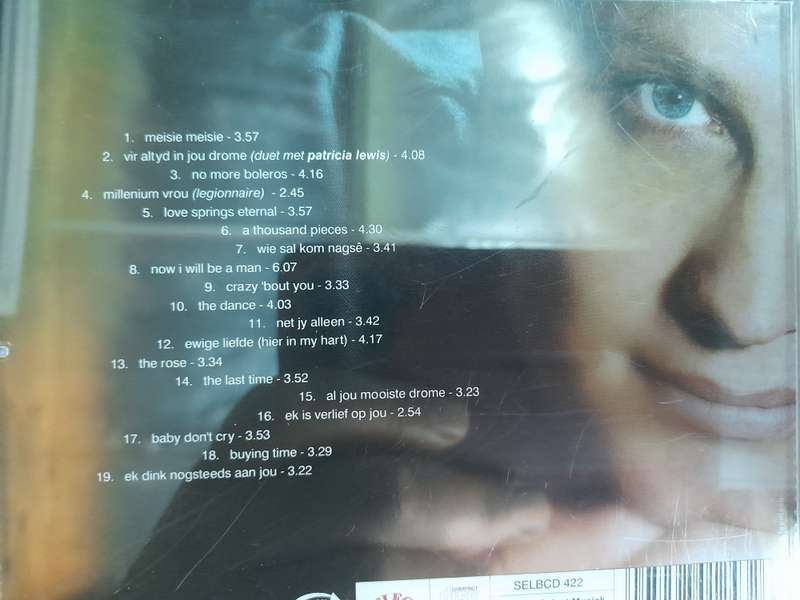 1. meisie meisie - 3.57
2. vir altyd in jou drome (duet met patricia lewis) - 4.08
3. no more boleros - 4.16
4. millenium vrou (legionnaire) - 2.45
5. love springs eternal - 3.57
6. a thousand pieces - 4.30
7. wie sal kom nagsê - 3.41
8. now i will be a man - 6.07
9. crazy 'bout you - 3.33
10. the dance - 4.03
11. net jy alleen - 3.42
12. ewige liefde (hier in my hart) - 4.17
13. the rose - 3.34
14. the last time - 3.52
15. al jou mooiste drome - 3.23
16. ek is verlief op jou - 2.54
17. baby don't cry - 3.53
18. buying time - 3.29
19. ek dink nogsteeds aan jou - 3.22
SELBCD 422